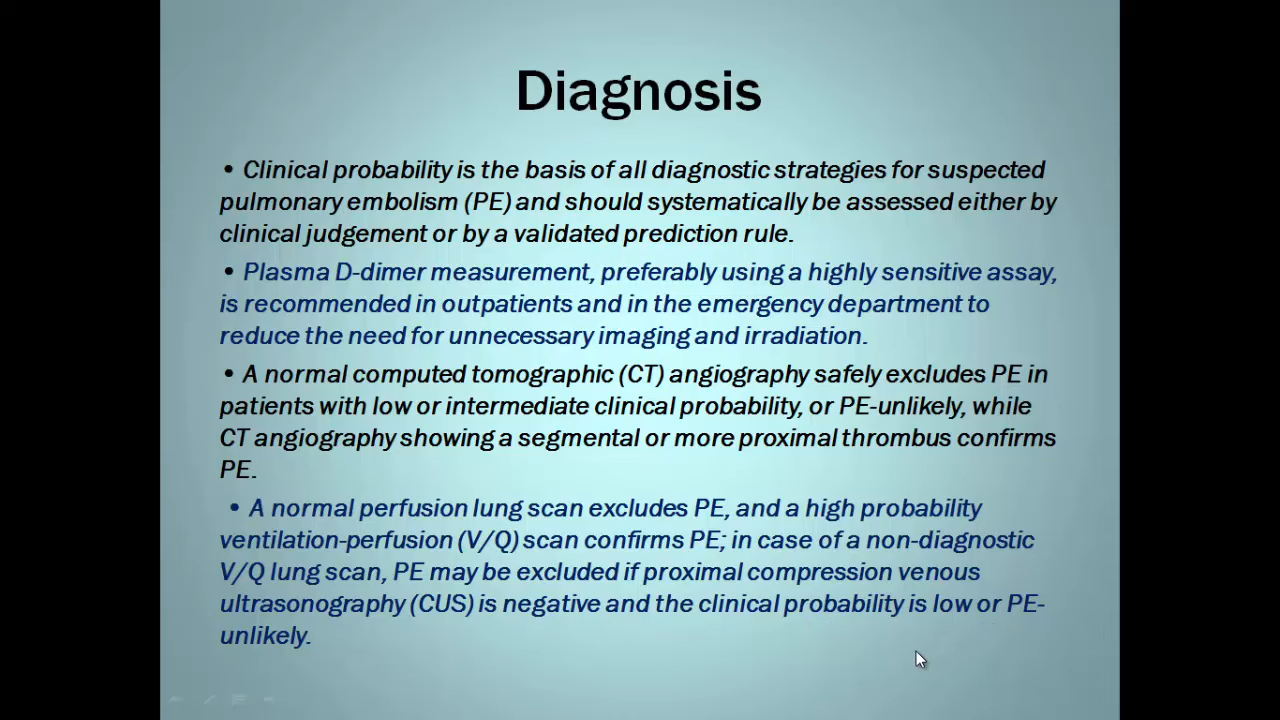 Diagnosis
• Clinical probability is the basis of all diagnostic strategies for suspected
pulmonary embolism (PE) and should systematically be assessed either by
clinical judgement or by a validated prediction rule.
• Plasma D-dimer measurement, preferably using a highly sensitive assay,
is recommended in outpatients and in the emergency department to
reduce the need for unnecessary imaging and irradiation.
• A normal computed tomographic (CT) angiography safely excludes PE in
patients with low or intermediate clinical probability, or PE-unlikely, while
CT angiography showing a segmental or more proximal thrombus confirms
PE.
• A normal perfusion lung scan excludes PE, and a high probability
ventilation-perfusion (V/Q) scan confirms PE; in case of a non-diagnostic
V/Q lung scan, PE may be excluded if proximal compression venous
ultrasonography (CUS) is negative and the clinical probability is low or PE-
unlikely.